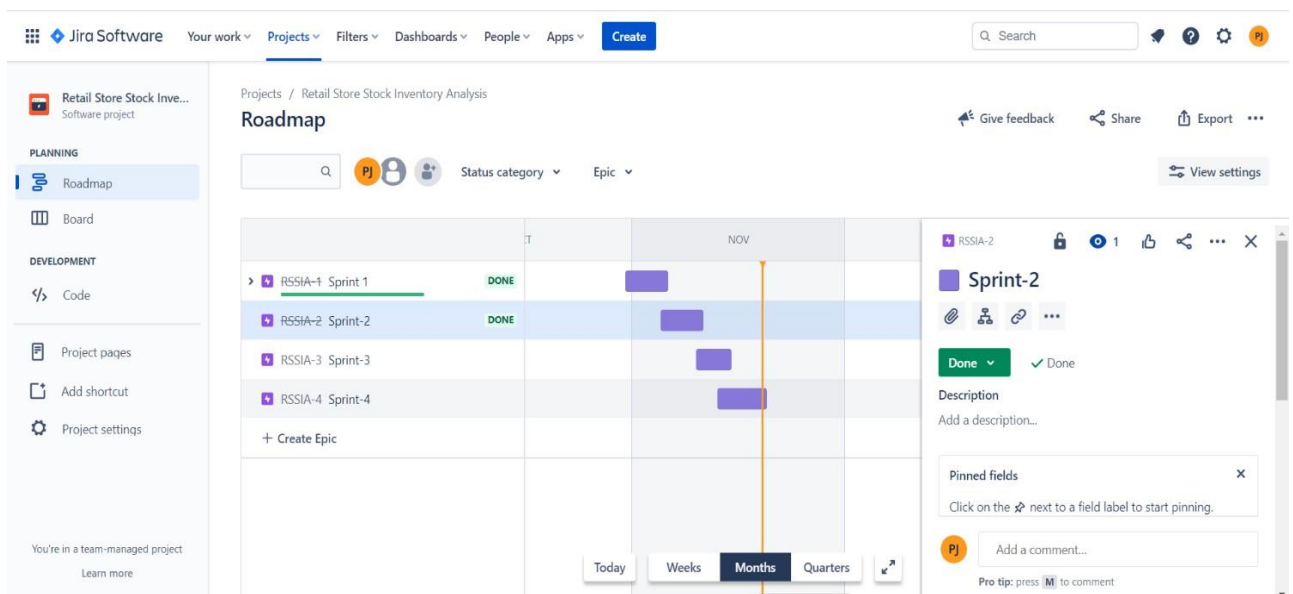 Jira Software Your work Projects Filters Dashboards People Apps Create Search PJ
Retail Store Stock Inve...
Software project
PLANNING
Roadmap
Board
DEVELOPMENT
Code
Project pages
Add shortcut
Project settings
You're in a team-managed project
Learn more
Projects / Retail Store Stock Inventory Analysis
Roadmap
Give feedback Share Export
PJ Status category Epic View settings
CT NOV
RSSIA-1 Sprint 1 DONE
RSSIA-2 Sprint-2 DONE
RSSIA-3 Sprint-3
RSSIA-4 Sprint-4
+ Create Epic
Today Weeks Months Quarters
RSSIA-2 1
Sprint-2
Done Done
Description
Add a description...
Pinned fields
Click on the next to a field label to start pinning.
PJ Add a comment...
Pro tip: press M to comment